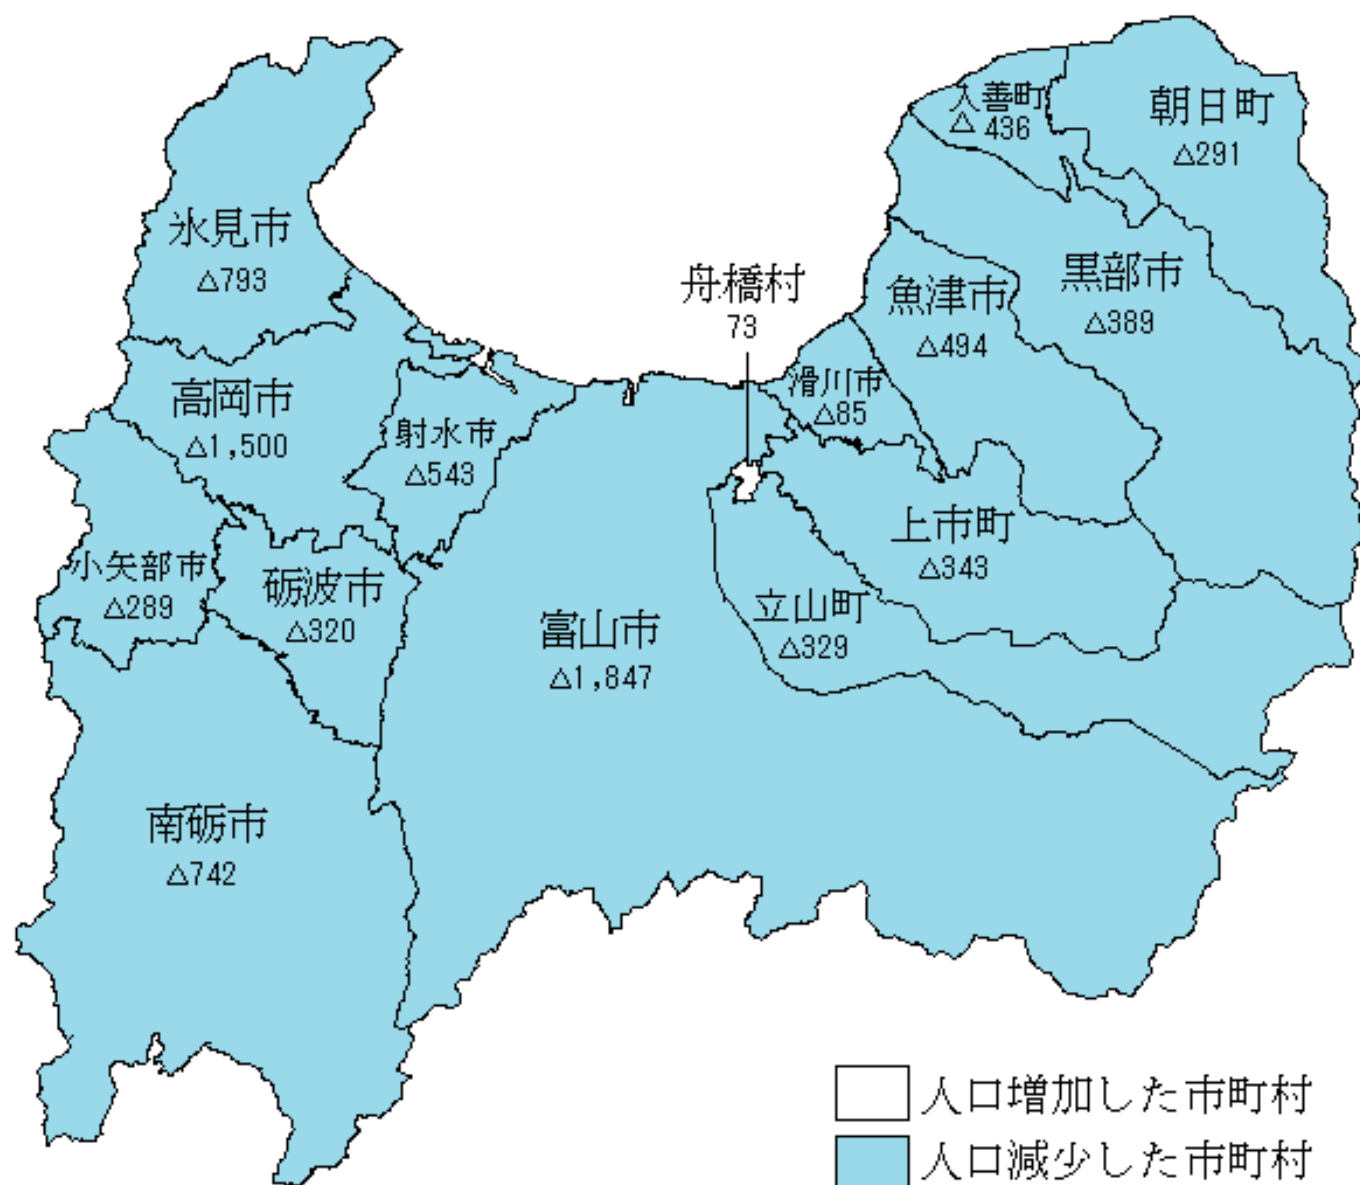 入善町
△ 436
朝日町
△291
氷見市
△793
舟橋村
73
魚津市
△494
黒部市
△389
高岡市
△1,500
射水市
△543
滑川市
△85
上市町
△343
小矢部市
△289
砺波市
△320
富山市
△1,847
立山町
△329
南砺市
△742
人口増加した市町村
人口減少した市町村